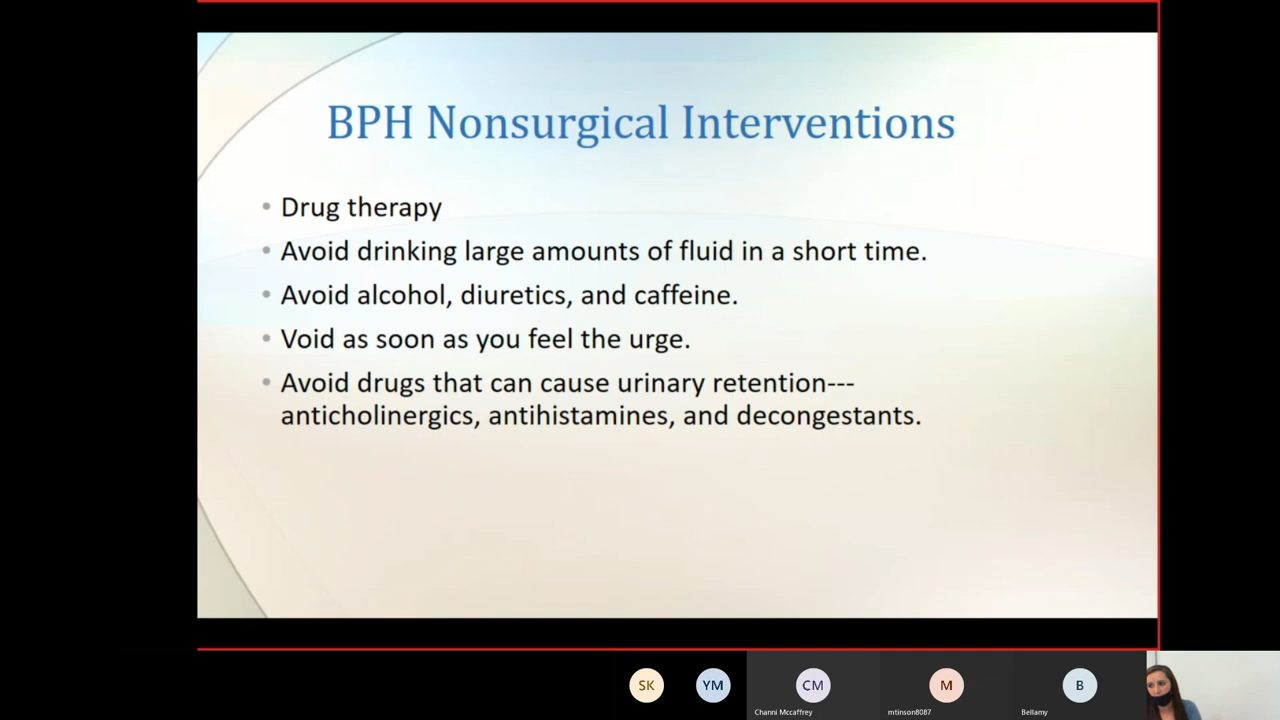 BPH Nonsurgical Interventions
• Drug therapy
• Avoid drinking large amounts of fluid in a short time.
• Avoid alcohol, diuretics, and caffeine.
• Void as soon as you feel the urge.
• Avoid drugs that can cause urinary retention---
anticholinergics, antihistamines, and decongestants.
SK
YM
CM
M
B
Channi Mccaffrey
mtinson8087
Bellamy